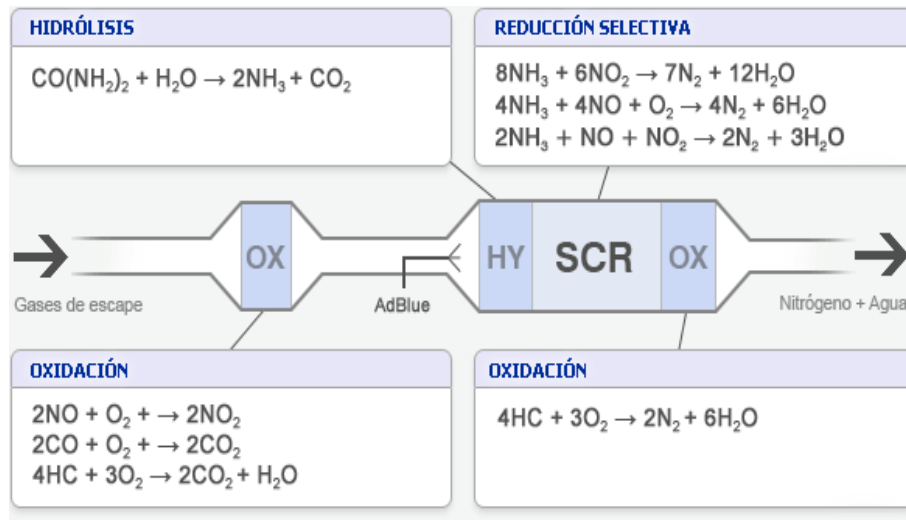 HIDRÓLISIS
CO(NH₂)₂ + H₂O → 2NH₃ + CO₂
REDUCCIÓN SELECTIVA
8NH₃ + 6NO₂ → 7N₂ + 12H₂O
4NH₃ + 4NO + O₂ → 4N₂ + 6H₂O
2NH₃ + NO + NO₂ → 2N₂ + 3H₂O
OX
HY
SCR
OX
Gases de escape
AdBlue
Nitrógeno + Agua
OXIDACIÓN
2NO + O₂ + → 2NO₂
2CO + O₂ + → 2CO₂
4HC + 3O₂ → 2CO₂ + H₂O
OXIDACIÓN
4HC + 3O₂ → 2N₂ + 6H₂O